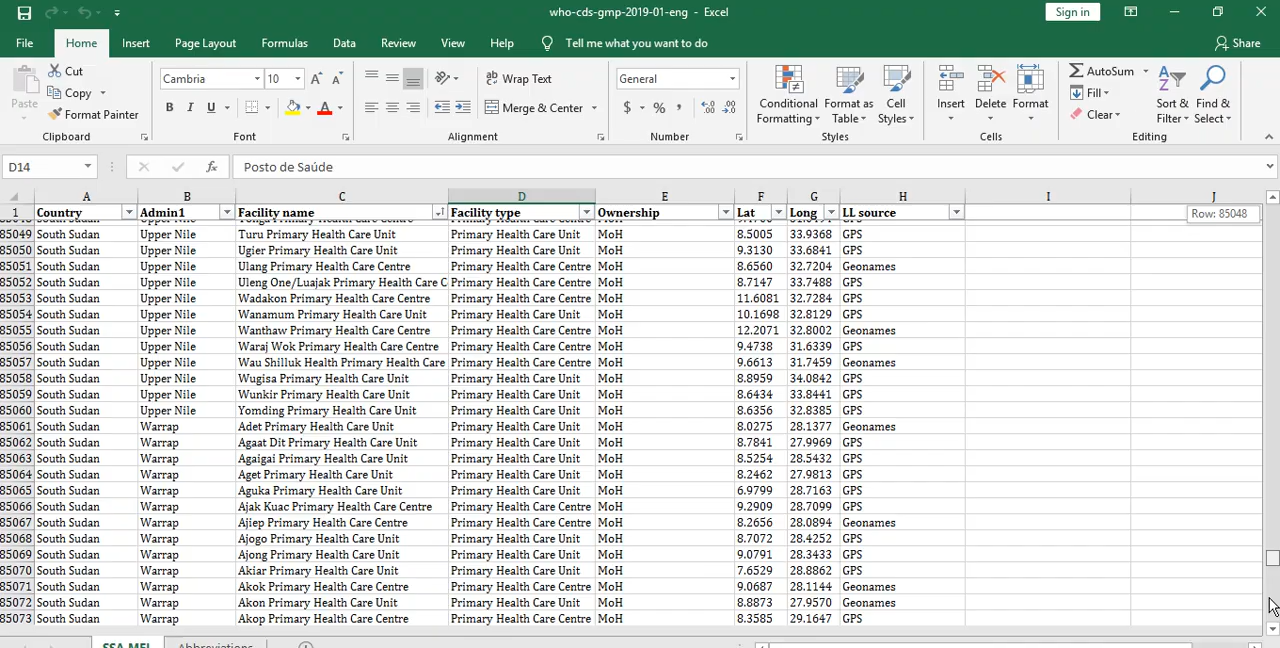 who-cds-gmp-2019-01-eng - Excel
Sign in
File Home Insert Page Layout Formulas Data Review View Help Tell me what you want to do Share
Paste Cut Copy Format Painter
Cambria 10
B I U
Wrap Text
Merge & Center
General
$ %
Conditional Formatting
Format as Table
Cell Styles
Insert Delete Format
AutoSum Fill Clear
Sort & Filter
Find & Select
Clipboard Font Alignment Number Styles Cells Editing
D14 fx Posto de Saúde
A B C D E F G H I J
1 Country Admin1 Facility name Facility type Ownership Lat Long LL source
Row: 85048
85049 South Sudan Upper Nile Turu Primary Health Care Unit Primary Health Care Unit MoH 8.5005 33.9368 GPS
85050 South Sudan Upper Nile Ugier Primary Health Care Unit Primary Health Care Unit MoH 9.3130 33.6841 GPS
85051 South Sudan Upper Nile Ulang Primary Health Care Centre Primary Health Care Centre MoH 8.6560 32.7204 Geonames
85052 South Sudan Upper Nile Uleng One/Luajak Primary Health Care C Primary Health Care Unit MoH 8.7147 33.7488 GPS
85053 South Sudan Upper Nile Wadakon Primary Health Care Centre Primary Health Care Centre MoH 11.6081 32.7284 GPS
85054 South Sudan Upper Nile Wanamum Primary Health Care Unit Primary Health Care Unit MoH 10.1698 32.8129 GPS
85055 South Sudan Upper Nile Wanthaw Primary Health Care Centre Primary Health Care Centre MoH 12.2071 32.8002 Geonames
85056 South Sudan Upper Nile Waraj Wok Primary Health Care Centre Primary Health Care Centre MoH 9.4738 31.6339 GPS
85057 South Sudan Upper Nile Wau Shilluk Health Primary Health Care Primary Health Care Centre MoH 9.6613 31.7459 Geonames
85058 South Sudan Upper Nile Wugisa Primary Health Care Unit Primary Health Care Unit MoH 8.8959 34.0842 GPS
85059 South Sudan Upper Nile Wunkir Primary Health Care Unit Primary Health Care Unit MoH 8.6434 33.8441 GPS
85060 South Sudan Upper Nile Yomding Primary Health Care Unit Primary Health Care Unit MoH 8.6356 32.8385 GPS
85061 South Sudan Warrap Adet Primary Health Care Unit Primary Health Care Unit MoH 8.0275 28.1377 Geonames
85062 South Sudan Warrap Agaat Dit Primary Health Care Unit Primary Health Care Unit MoH 8.7841 27.9969 GPS
85063 South Sudan Warrap Agaigai Primary Health Care Unit Primary Health Care Unit MoH 8.5254 28.5432 GPS
85064 South Sudan Warrap Aget Primary Health Care Unit Primary Health Care Unit MoH 8.2462 27.9813 GPS
85065 South Sudan Warrap Aguka Primary Health Care Unit Primary Health Care Unit MoH 6.9799 28.7163 GPS
85066 South Sudan Warrap Ajak Kuac Primary Health Care Centre Primary Health Care Centre MoH 9.2909 28.7099 GPS
85067 South Sudan Warrap Ajiep Primary Health Care Centre Primary Health Care Centre MoH 8.2656 28.0894 Geonames
85068 South Sudan Warrap Ajogo Primary Health Care Unit Primary Health Care Unit MoH 8.7072 28.4252 GPS
85069 South Sudan Warrap Ajong Primary Health Care Unit Primary Health Care Unit MoH 9.0791 28.3433 GPS
85070 South Sudan Warrap Akiar Primary Health Care Unit Primary Health Care Unit MoH 7.6529 28.8862 GPS
85071 South Sudan Warrap Akok Primary Health Care Centre Primary Health Care Centre MoH 9.0687 28.1144 Geonames
85072 South Sudan Warrap Akon Primary Health Care Unit Primary Health Care Unit MoH 8.8873 27.9570 Geonames
85073 South Sudan Warrap Akop Primary Health Care Centre Primary Health Care Centre MoH 8.3585 29.1647 GPS
SSA MFL Abbreviations